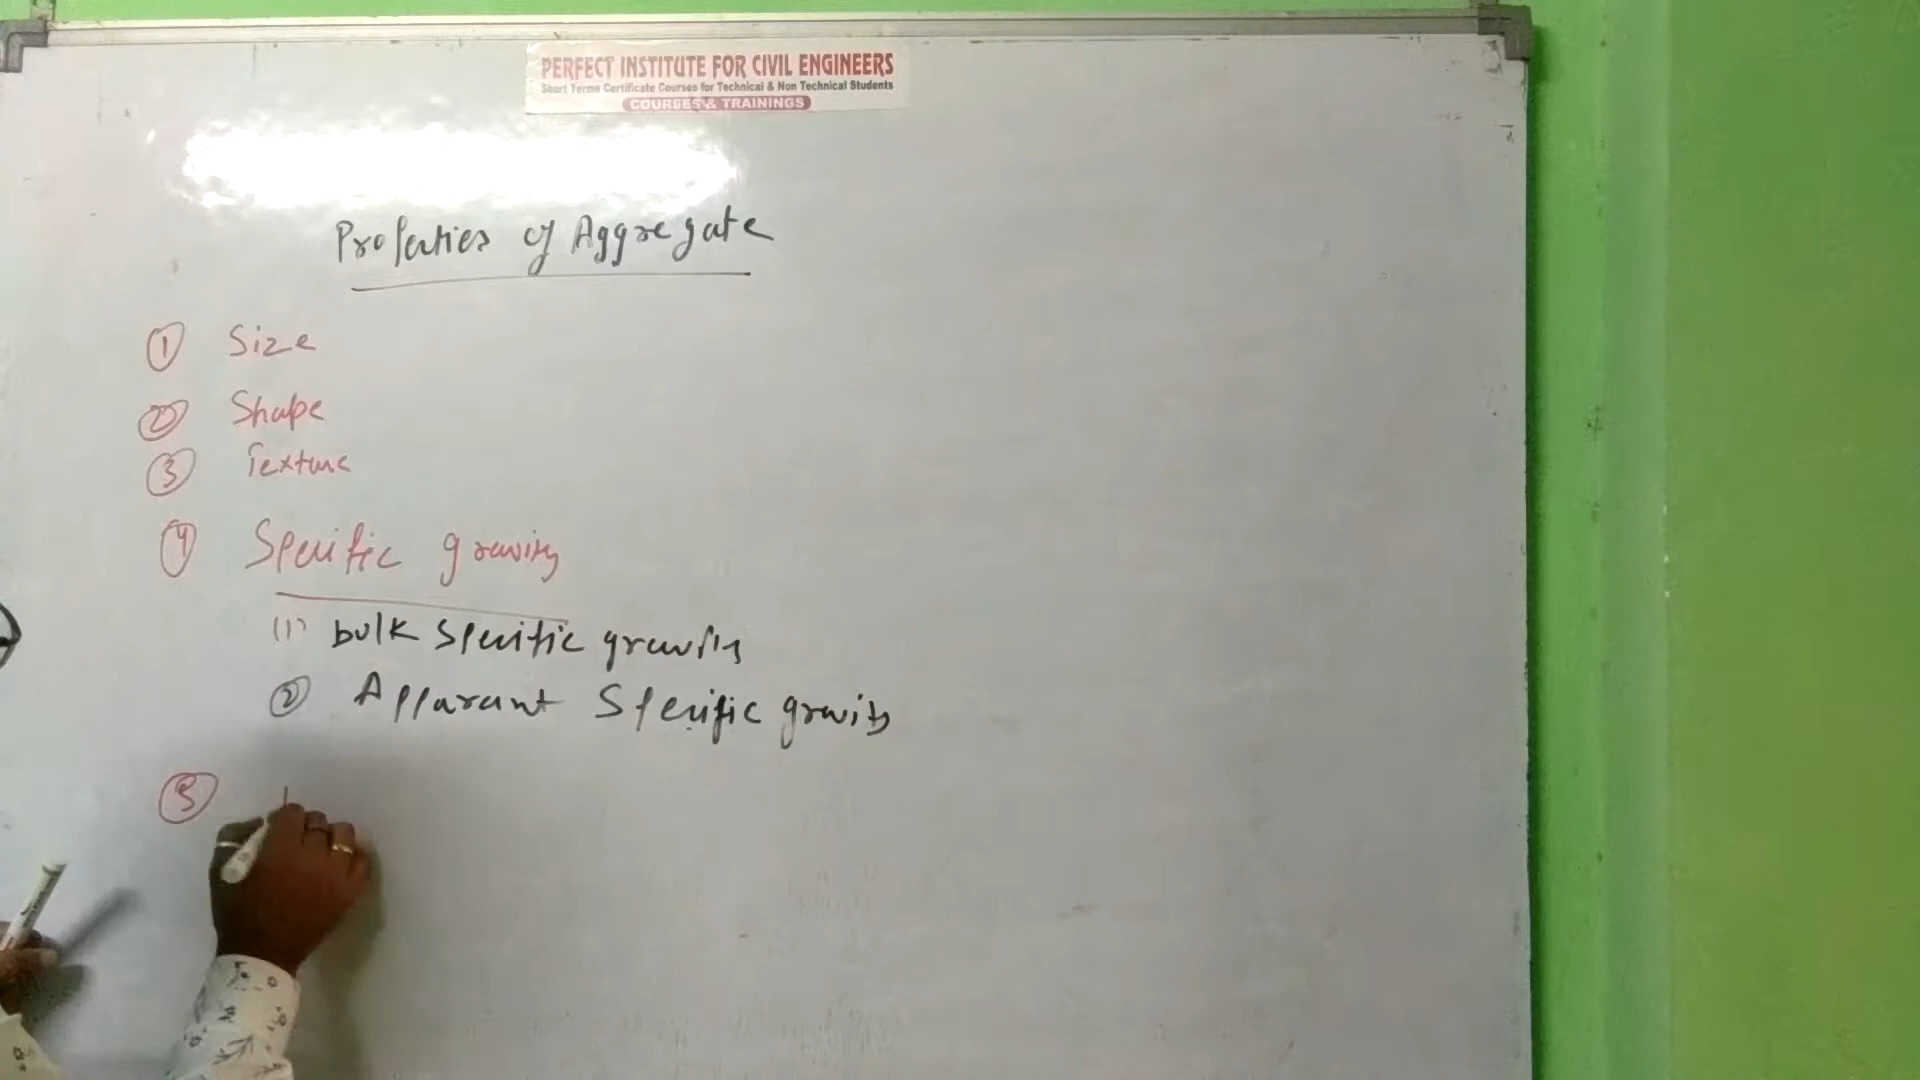 PERFECT INSTITUTE FOR CIVIL ENGINEERS
Short Terms Certificate Courses for Technical & Non Technical Students
COURSES & TRAININGS
Properties of Aggregate
① Size
② Shape
③ Texture
④ Specific gravity
(1) bulk specific gravity
② Apparant Specific gravity
⑤